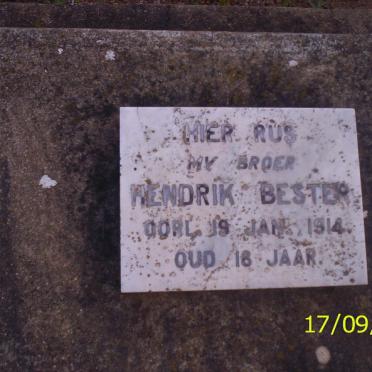 HIER RUS
MY BROER
HENDRIK BESTER
OORL. 19 JAN. 1914.
OUD 16 JAAR.
17/09/